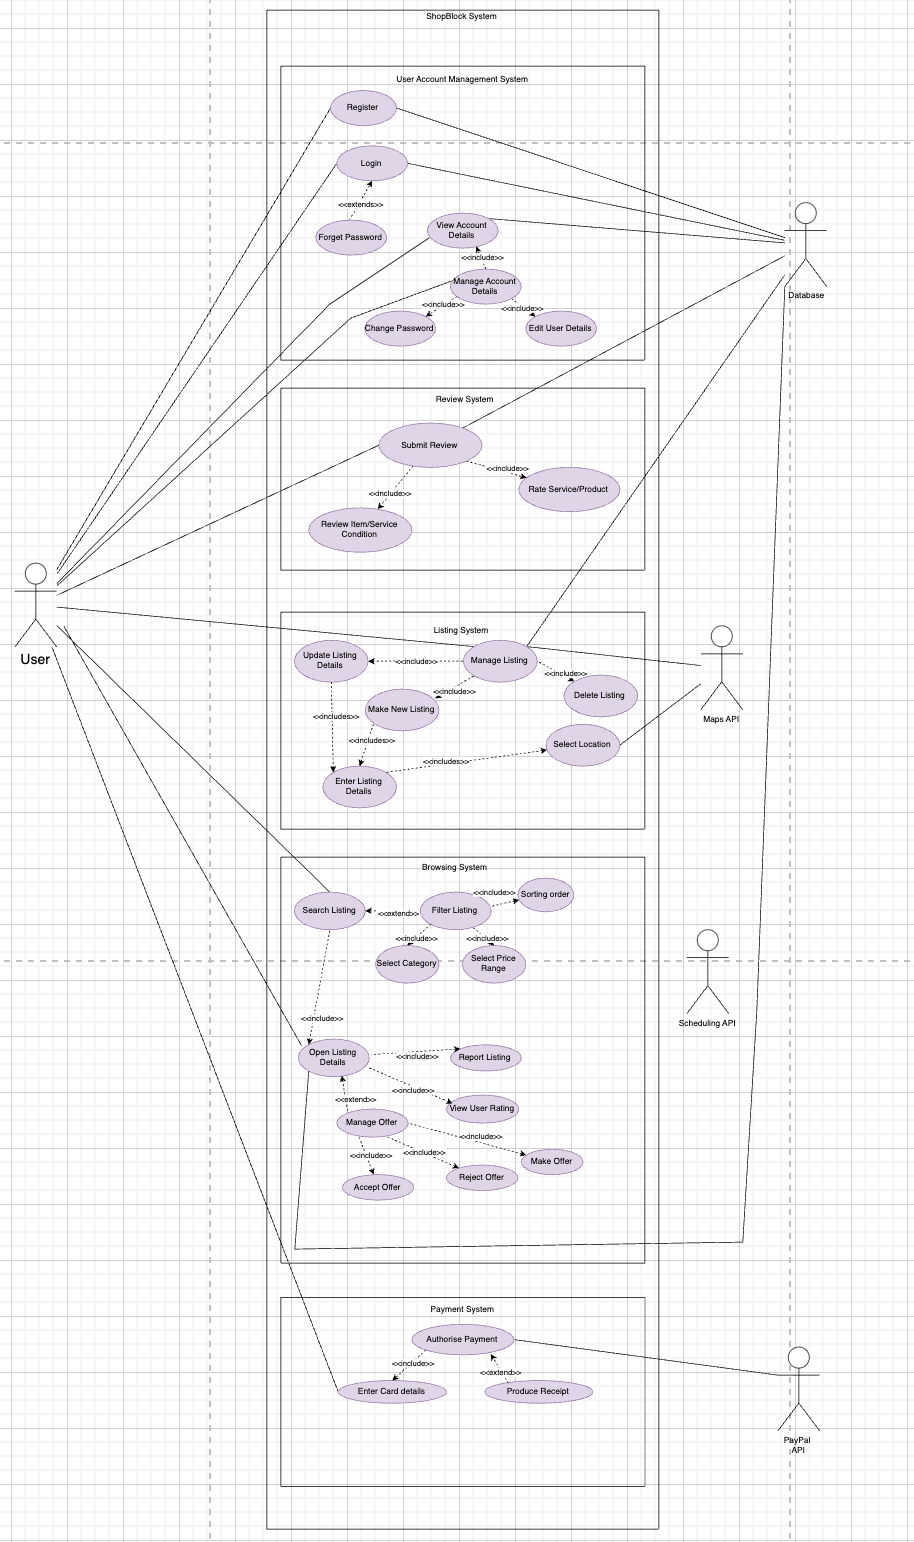 ShopBlock System
User Account Management System
Register
Login
<<extends>>
Forget Password
View Account
Details
<<include>>
Manage Account
Details
<<include>>
<<include>>
Change Password
Edit User Details
Database
Review System
Submit Review
<<include>>
Rate Service/Product
<<include>>
Review Item/Service
Condition
User
Listing System
Update Listing
Details
<<include>>
Manage Listing
<<include>>
Delete Listing
<<include>>
Make New Listing
<<includes>>
<<includes>>
Select Location
<<includes>>
Enter Listing
Details
Maps API
Browsing System
Search Listing
<<extend>>
Filter Listing
<<include>>
Sorting order
<<include>>
<<include>>
Select Category
Select Price
Range
<<include>>
Scheduling API
Open Listing
Details
<<include>>
Report Listing
<<include>>
View User Rating
<<extend>>
Manage Offer
<<include>>
<<include>>
<<include>>
Make Offer
Reject Offer
Accept Offer
Payment System
Authorise Payment
<<include>>
<<extend>>
Enter Card details
Produce Receipt
PayPal
API